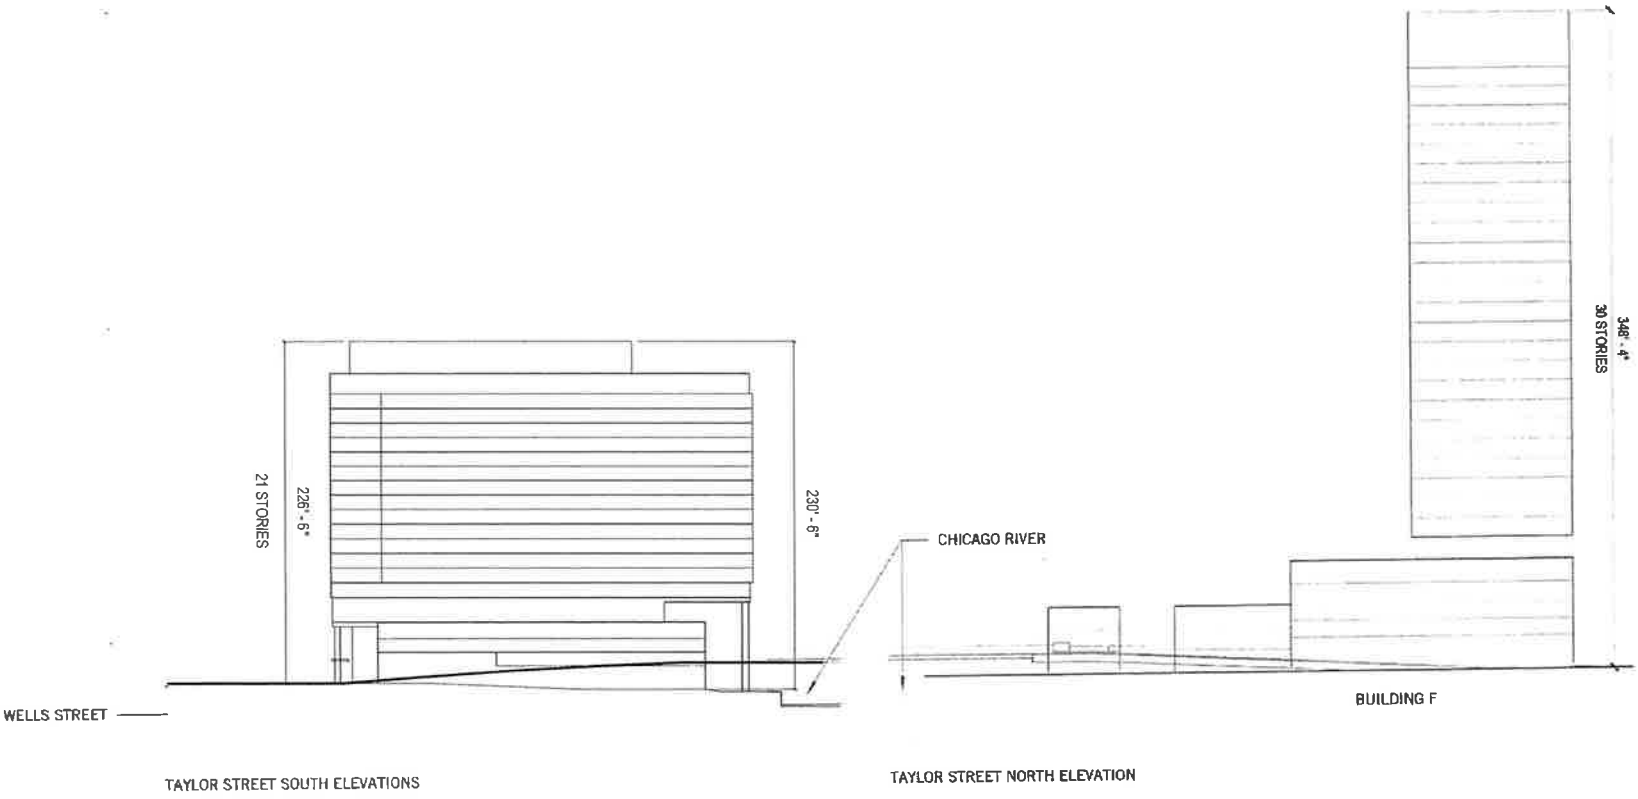 348' - 4"
30 STORIES
21 STORIES
226' - 6"
230' - 6"
CHICAGO RIVER
WELLS STREET
BUILDING F
TAYLOR STREET SOUTH ELEVATIONS
TAYLOR STREET NORTH ELEVATION